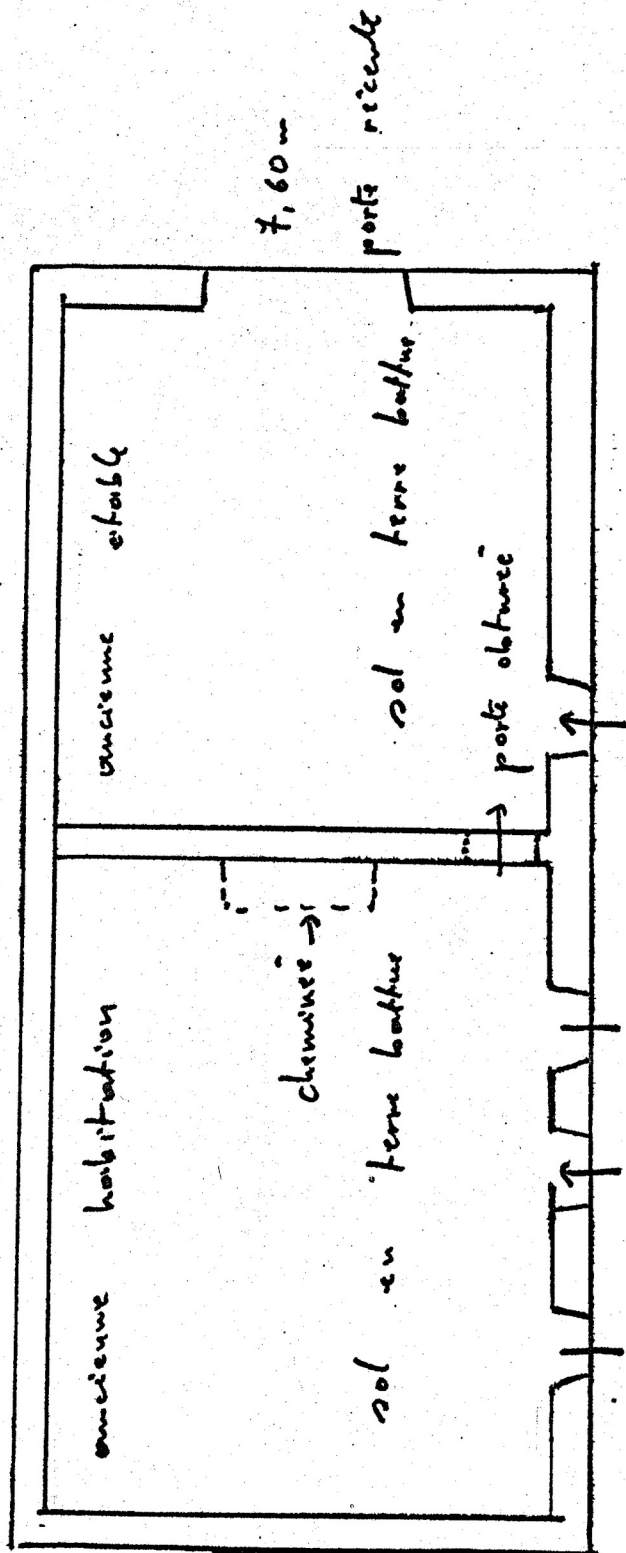 ancienne habitation
cheminée
sol en terre battue
ancienne étable
sol en terre battue
porte obturée
7,60 m
porte récente